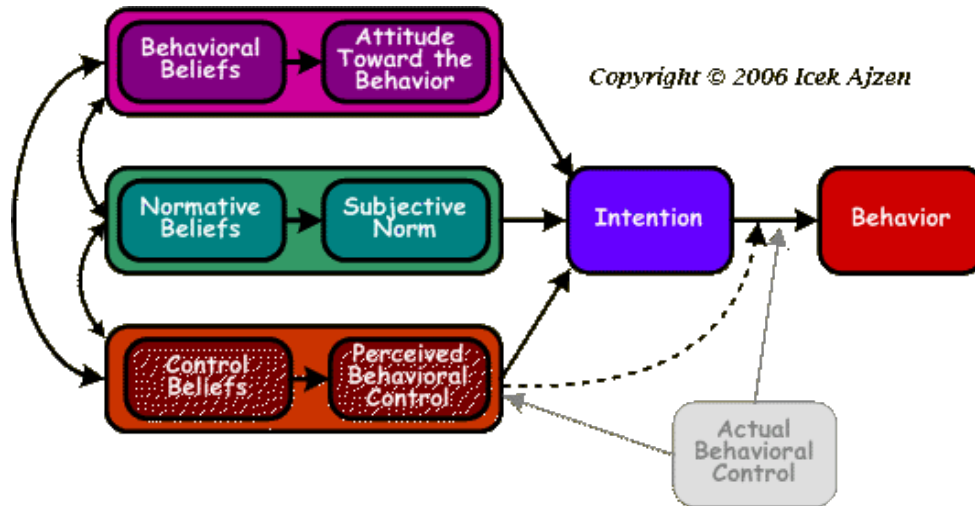 Behavioral
Beliefs
Attitude
Toward the
Behavior
Copyright © 2006 Icek Ajzen
Normative
Beliefs
Subjective
Norm
Intention
Behavior
Control
Beliefs
Perceived
Behavioral
Control
Actual
Behavioral
Control